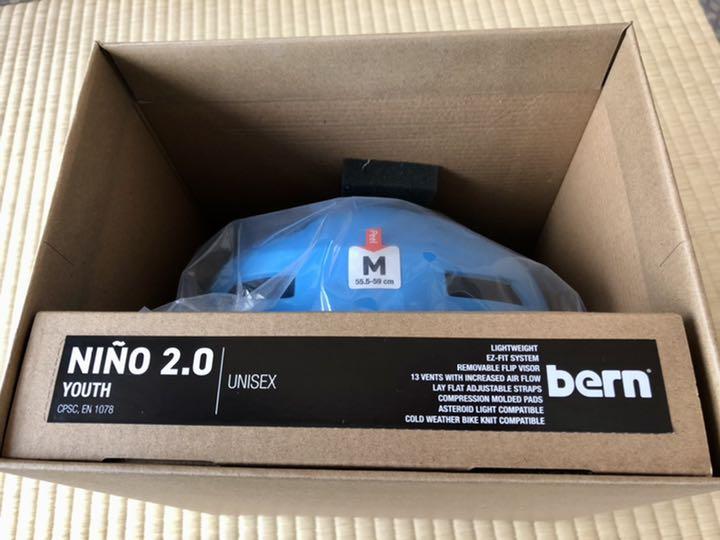 Peel
M
55.5-59 cm
NIÑO 2.0
YOUTH
CPSC, EN 1078
UNISEX
LIGHTWEIGHT
EZ-FIT SYSTEM
REMOVABLE FLIP VISOR
13 VENTS WITH INCREASED AIR FLOW
LAY FLAT ADJUSTABLE STRAPS
COMPRESSION MOLDED PADS
ASTEROID LIGHT COMPATIBLE
COLD WEATHER BIKE KNIT COMPATIBLE
bern